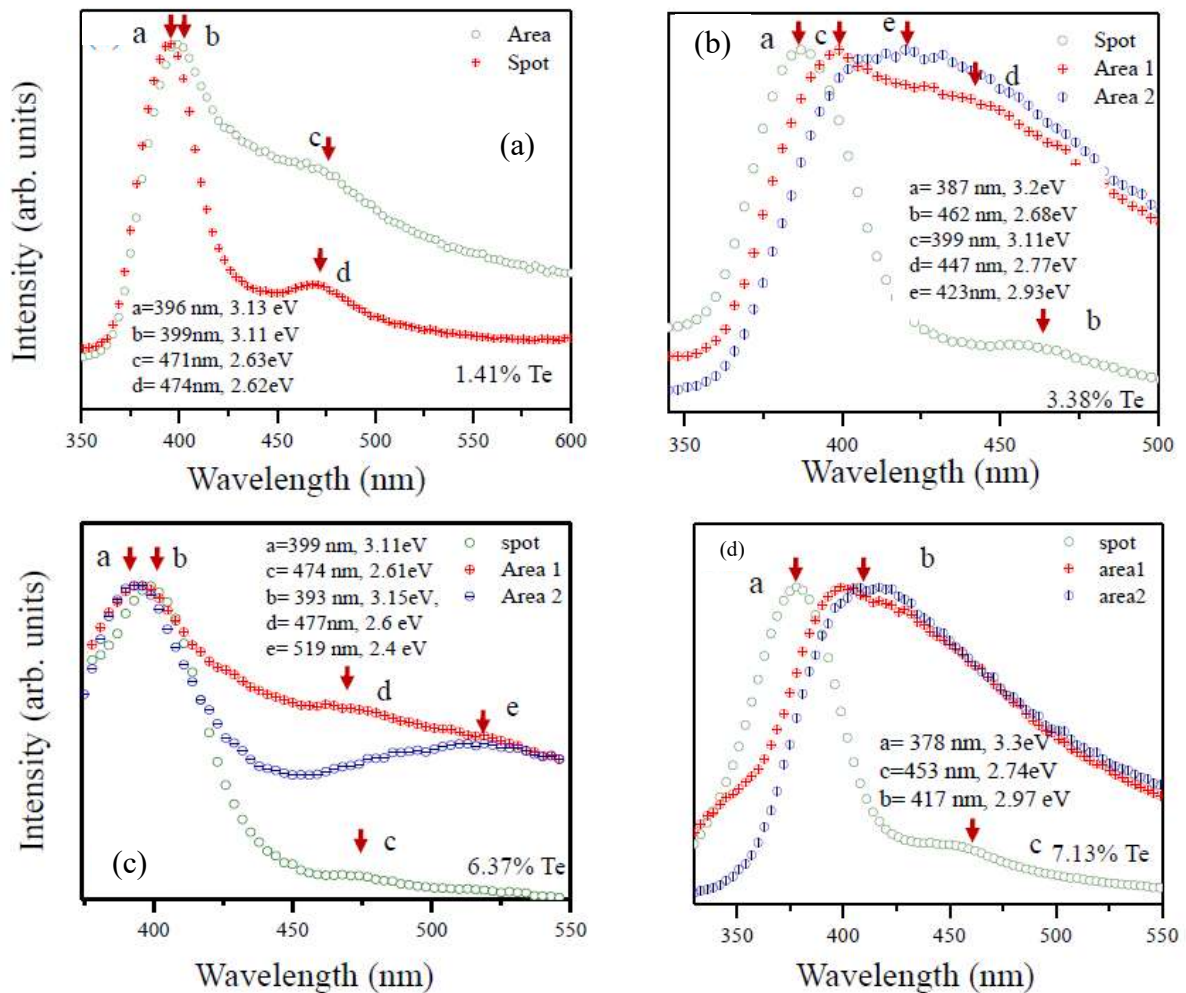 a b
Area
Spot
c
(a)
d
a=396 nm, 3.13 eV
b= 399nm, 3.11 eV
c= 471nm, 2.63eV
d= 474nm, 2.62eV
1.41% Te
350 400 450 500 550 600
Wavelength (nm)
Intensity (arb. units)
(b)
a c e
Spot
Area 1
Area 2
d
a= 387 nm, 3.2eV
b= 462 nm, 2.68eV
c=399 nm, 3.11eV
d= 447 nm, 2.77eV
e= 423nm, 2.93eV
b
3.38% Te
350 400 450 500
Wavelength (nm)
a b
a=399 nm, 3.11eV
c= 474 nm, 2.61eV
b= 393 nm, 3.15eV,
d= 477nm, 2.6 eV
e= 519 nm, 2.4 eV
spot
Area 1
Area 2
d
e
c
(c)
6.37% Te
400 450 500 550
Wavelength (nm)
Intensity (arb. units)
(d)
a b
spot
area1
area2
a= 378 nm, 3.3eV
c=453 nm, 2.74eV
b= 417 nm, 2.97 eV
c 7.13% Te
350 400 450 500 550
Wavelength (nm)